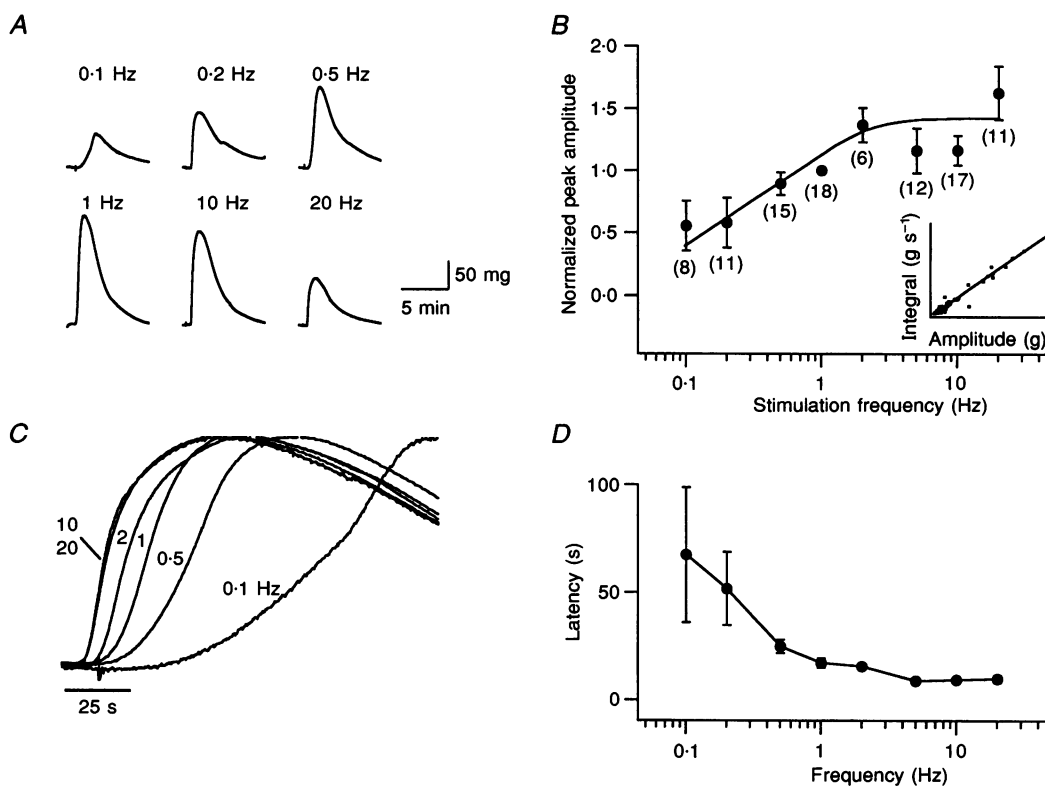 A
0·1 Hz
0·2 Hz
0·5 Hz
1 Hz
10 Hz
20 Hz
50 mg
5 min
B
Normalized peak amplitude
2·0
1·5
1·0
0·5
0·0
(8)
(11)
(15)
(18)
(6)
(12)
(17)
(11)
Integral (g s⁻¹)
Amplitude (g)
0·1
1
10
Stimulation frequency (Hz)
C
10
20
2
1
0·5
0·1 Hz
25 s
D
Latency (s)
100
50
0
0·1
1
10
Frequency (Hz)